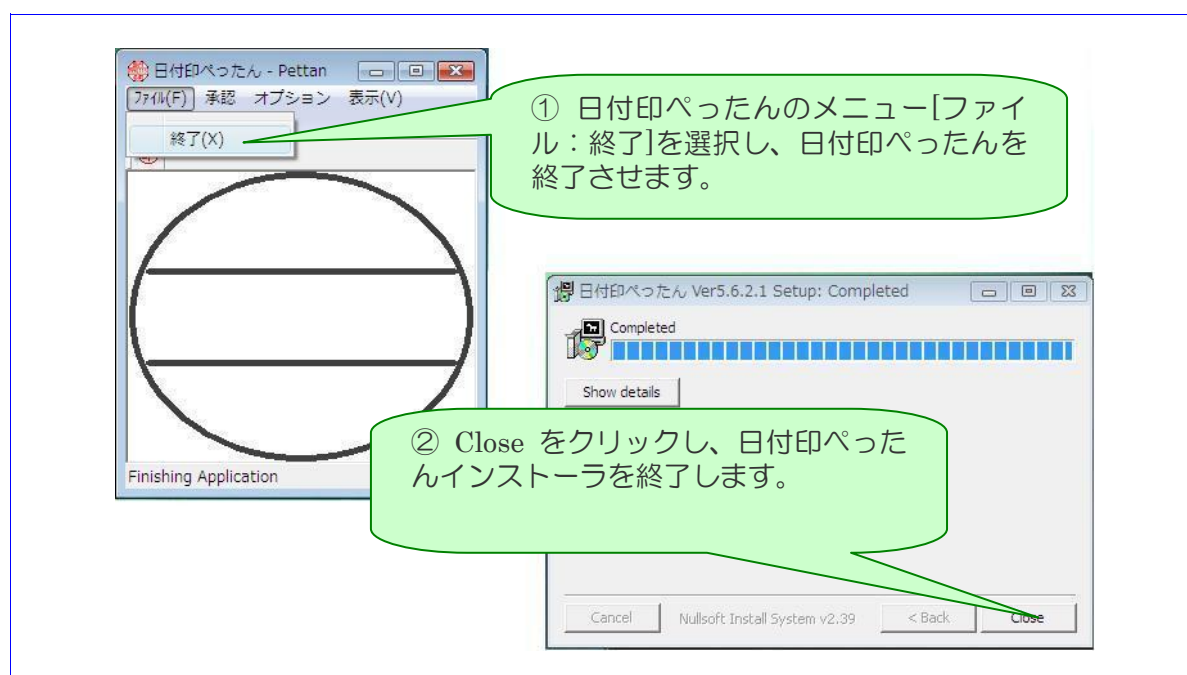 日付印ぺったん - Pettan
ファイル(F) 承認 オプション 表示(V)
終了(X)
① 日付印ぺったんのメニュー[ファイ
ル：終了]を選択し、日付印ぺったんを
終了させます。
Finishing Application
日付印ぺったん Ver5.6.2.1 Setup: Completed
Completed
Show details
② Close をクリックし、日付印ぺった
んインストーラを終了します。
Cancel Nullsoft Install System v2.39 < Back Close